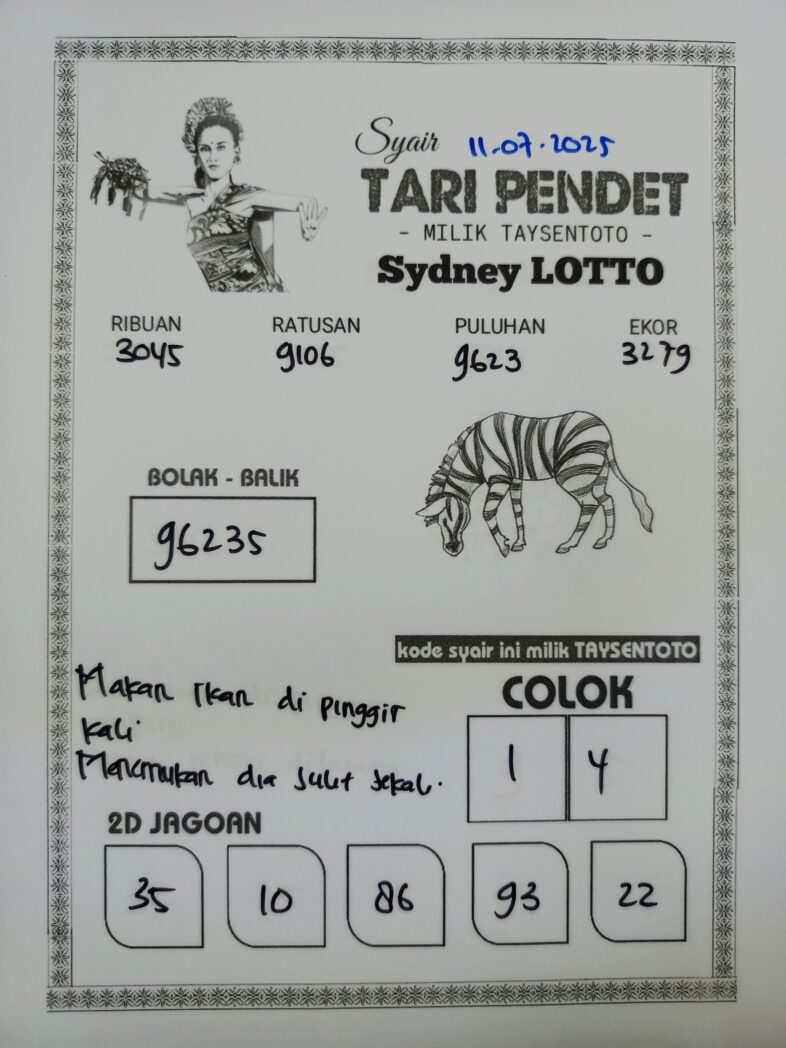 Syair 11.07.2025
TARI PENDET
- MILIK TAYSENTOTO -
Sydney LOTTO
RIBUAN RATUSAN PULUHAN EKOR
3045 9106 9623 3279
BOLAK - BALIK
96235
kode syair ini milik TAYSENTOTO
COLOK
1 4
Makan Ikan di pinggir
kali
Menemukan dia sulit sekali.
2D JAGOAN
35 10 86 93 22